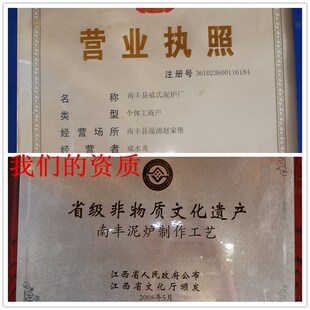 营业执照
注册号 361023600116184
名 称 南丰县威氏泥炉厂
类 型 个体工商户
经营场所 南丰县瑶浦赵家堡
经 营 者 威水龙
我们的资质
省级非物质文化遗产
南丰泥炉制作工艺
江西省人民政府公布
江西省文化厅颁发
2008年5月